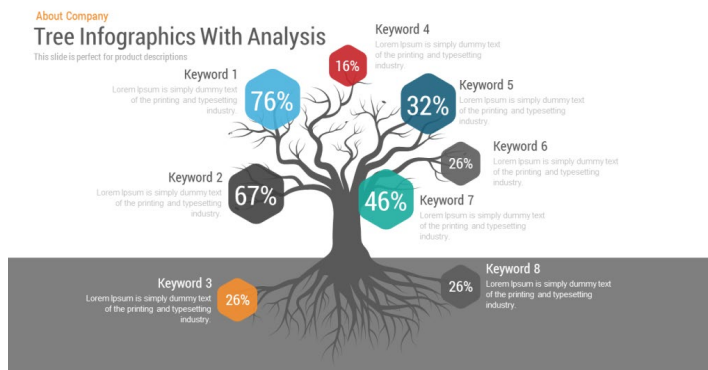 About Company
Tree Infographics With Analysis
This slide is perfect for product descriptions
Keyword 1
Lorem Ipsum is simply dummy text
of the printing and typesetting
industry.
76%
Keyword 4
Lorem Ipsum is simply dummy text
of the printing and typesetting
industry.
16%
Keyword 5
Lorem Ipsum is simply dummy text
of the printing and typesetting
industry.
32%
Keyword 2
Lorem Ipsum is simply dummy text
of the printing and typesetting
industry.
67%
Keyword 6
Lorem Ipsum is simply dummy text
of the printing and typesetting
industry.
26%
Keyword 7
Lorem Ipsum is simply dummy text
of the printing and typesetting
industry.
46%
Keyword 3
Lorem Ipsum is simply dummy text
of the printing and typesetting
industry.
26%
Keyword 8
Lorem Ipsum is simply dummy text
of the printing and typesetting
industry.
26%